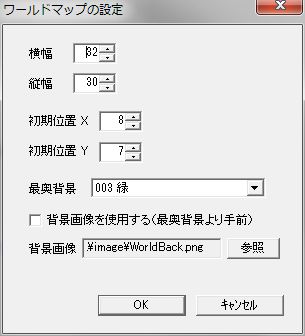 ワールドマップの設定
横幅 32
縦幅 30
初期位置 X 8
初期位置 Y 7
最奥背景 003 緑
背景画像を使用する(最奥背景より手前)
背景画像 ¥image¥WorldBack.png 参照
OK キャンセル